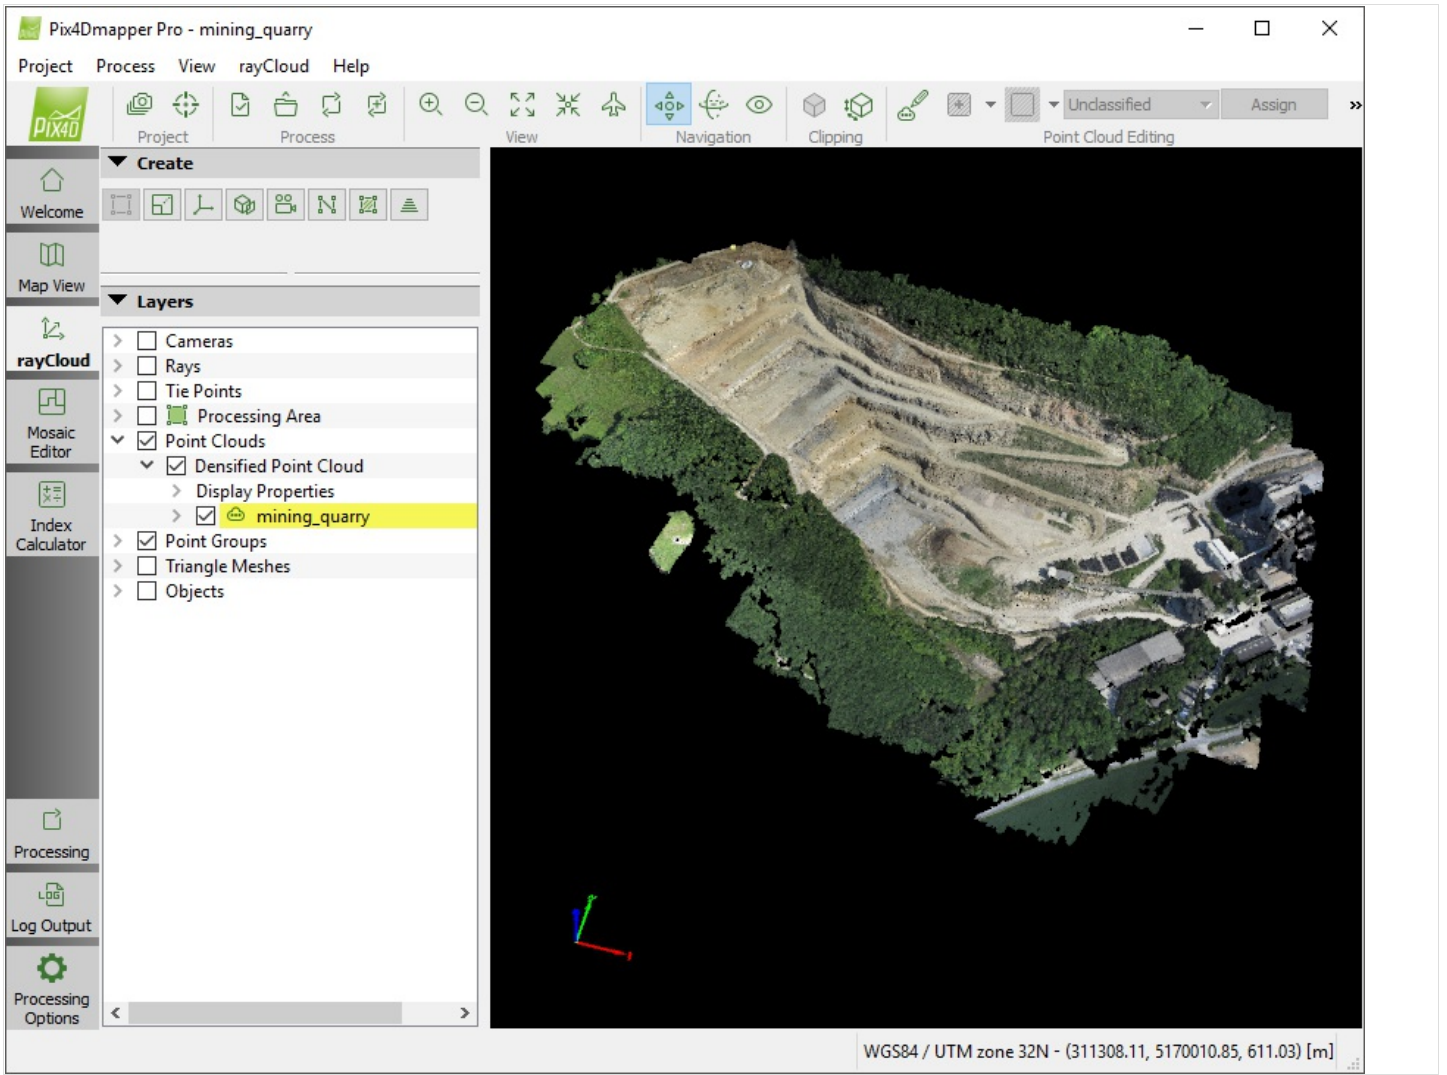 Pix4Dmapper Pro - mining_quarry
Project Process View rayCloud Help
PIX4D
Unclassified Assign »
Project Process View Navigation Clipping Point Cloud Editing
Create
Welcome
Map View
Layers
rayCloud
Cameras
Rays
Tie Points
Processing Area
Mosaic
Editor
Point Clouds
Densified Point Cloud
Display Properties
mining_quarry
Index
Calculator
Point Groups
Triangle Meshes
Objects
Processing
LOG
Log Output
Processing
Options
WGS84 / UTM zone 32N - (311308.11, 5170010.85, 611.03) [m]